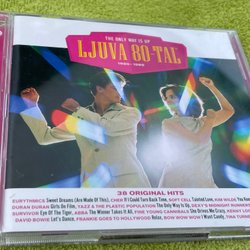 THE ONLY WAY IS UP
LJUVA 80-TAL
1980-1989
38 ORIGINAL HITS
EURYTHMICS Sweet Dreams (Are Made Of This), CHER If I Could Turn Back Time, SOFT CELL Tainted Love, KIM WILDE You Keep
DURAN DURAN Girls On Film, YAZZ & THE PLASTIC POPULATION The Only Way Is Up, DEXY'S MIDNIGHT RUNNERS
SURVIVOR Eye Of The Tiger, ABBA The Winner Takes It All, FINE YOUNG CANNIBALS She Drives Me Crazy, KENNY
DAVID BOWIE Let's Dance, FRANKIE GOES TO HOLLYWOOD Relax, BOW WOW WOW I Want Candy, TINA